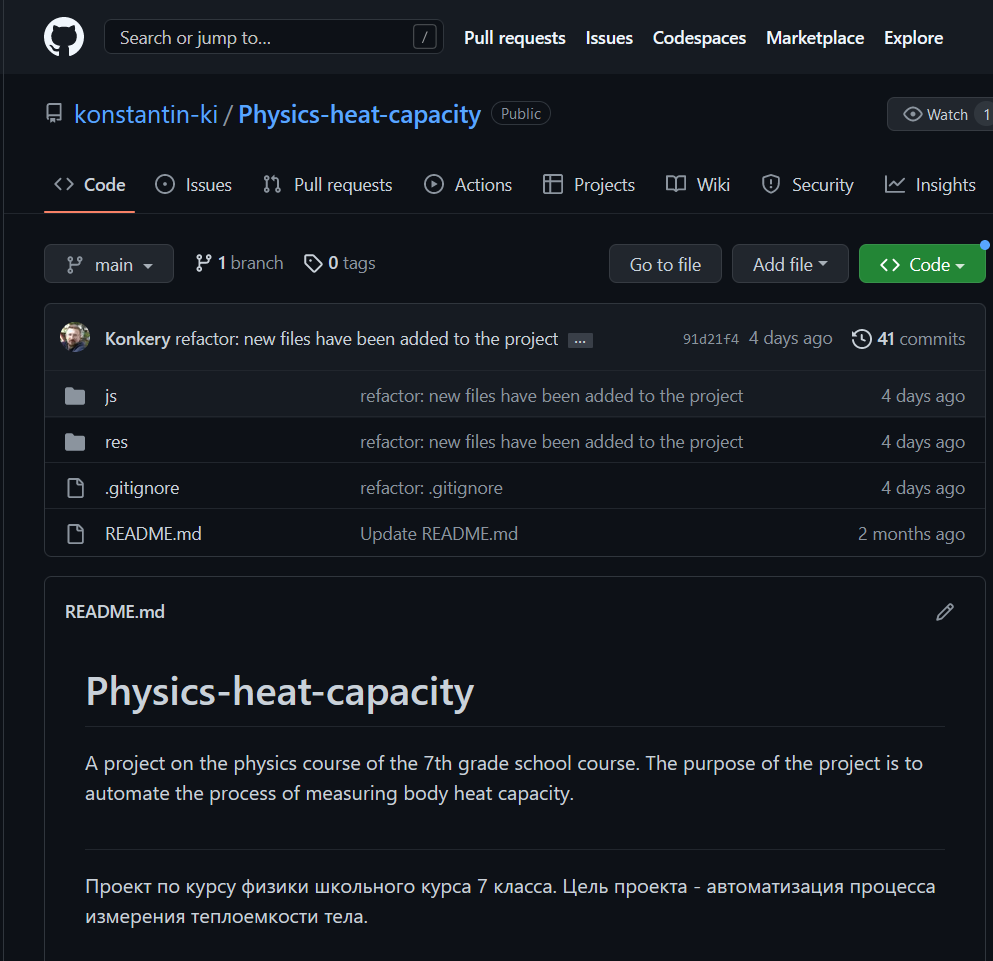 Search or jump to... /
Pull requests Issues Codespaces Marketplace Explore
konstantin-ki / Physics-heat-capacity Public
Watch 1
Code Issues Pull requests Actions Projects Wiki Security Insights
main 1 branch 0 tags Go to file Add file Code
Konkery refactor: new files have been added to the project ... 91d21f4 4 days ago 41 commits
js refactor: new files have been added to the project 4 days ago
res refactor: new files have been added to the project 4 days ago
.gitignore refactor: .gitignore 4 days ago
README.md Update README.md 2 months ago
README.md
Physics-heat-capacity
A project on the physics course of the 7th grade school course. The purpose of the project is to
automate the process of measuring body heat capacity.
Проект по курсу физики школьного курса 7 класса. Цель проекта - автоматизация процесса
измерения теплоемкости тела.